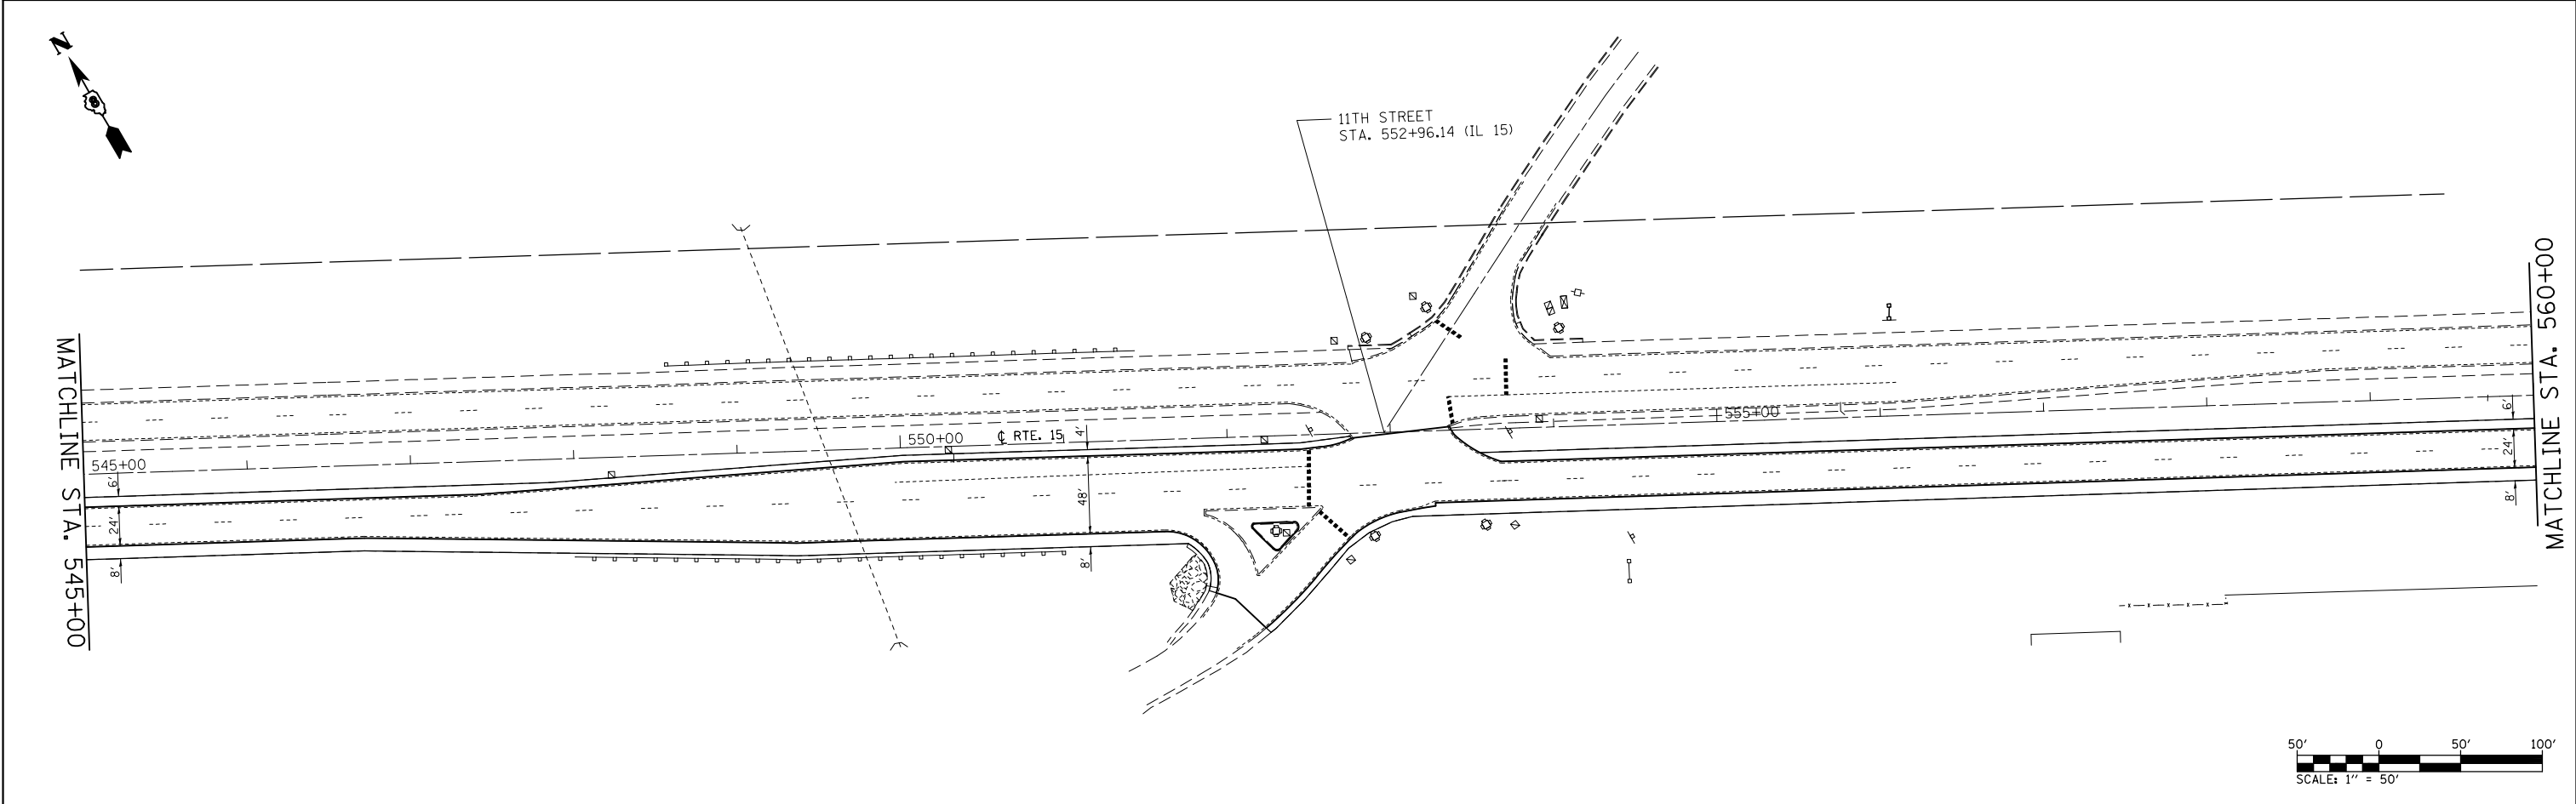 N
11TH STREET
STA. 552+96.14 (IL 15)
MATCHLINE STA. 545+00
MATCHLINE STA. 560+00
545+00
550+00
℄ RTE. 15
555+00
6'
24'
8'
4'
48'
8'
6'
24'
8'
50' 0 50' 100'
SCALE: 1" = 50'